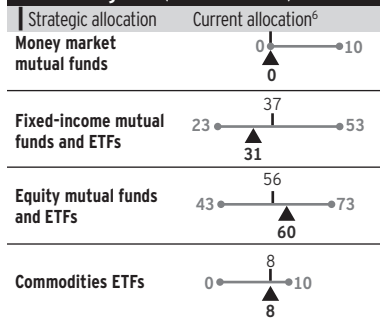 Strategic allocation Current allocation6
Money market
mutual funds
0 10
0
37
Fixed-income mutual
funds and ETFs
23 53
31
56
Equity mutual funds
and ETFs
43 73
60
8
Commodities ETFs
0 10
8